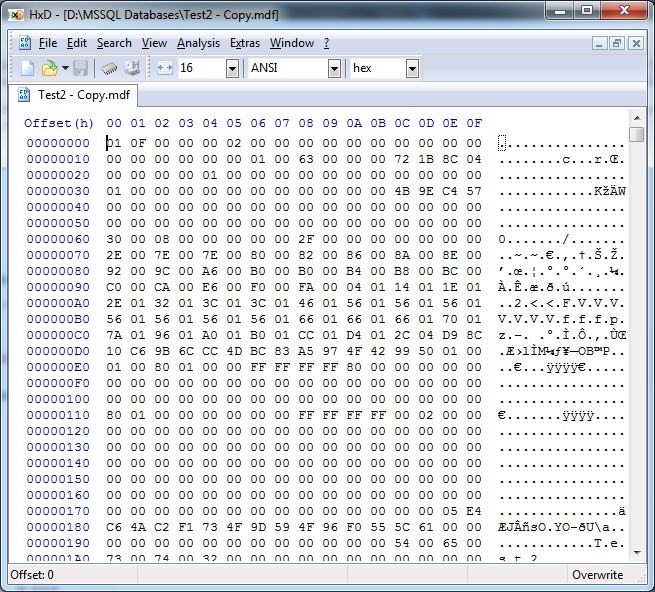 HxD - [D:\MSSQL Databases\Test2 - Copy.mdf]
File Edit Search View Analysis Extras Window ?
16 ANSI hex
Test2 - Copy.mdf
Offset(h) 00 01 02 03 04 05 06 07 08 09 0A 0B 0C 0D 0E 0F
00000000 01 0F 00 00 00 02 00 00 00 00 00 00 00 00 00 00 ................
00000010 00 00 00 00 00 00 01 00 63 00 00 00 72 1B 8C 04 ........c...r.Œ.
00000020 00 00 00 00 01 00 00 00 00 00 00 00 00 00 00 00 ................
00000030 01 00 00 00 00 00 00 00 00 00 00 00 4B 9E C4 57 ............KžÄW
00000040 00 00 00 00 00 00 00 00 00 00 00 00 00 00 00 00 ................
00000050 00 00 00 00 00 00 00 00 00 00 00 00 00 00 00 00 ................
00000060 30 00 08 00 00 00 00 00 2F 00 00 00 00 00 00 00 0......./.......
00000070 2E 00 7E 00 7E 00 80 00 82 00 86 00 8A 00 8E 00 ..~.~.€.‚.†.Š.Ž.
00000080 92 00 9C 00 A6 00 B0 00 B0 00 B4 00 B8 00 BC 00 ’.œ.¦.°.°.´.¸.¼.
00000090 C0 00 CA 00 E6 00 F0 00 FA 00 04 01 14 01 1E 01 À.Ê.æ.ð.ú.......
000000A0 2E 01 32 01 3C 01 3C 01 46 01 56 01 56 01 56 01 ..2.<.<.F.V.V.V.
000000B0 56 01 56 01 56 01 56 01 66 01 66 01 66 01 70 01 V.V.V.V.f.f.f.p.
000000C0 7A 01 96 01 A0 01 B0 01 CC 01 D4 01 2C 04 D9 8C z.–. .°.Ì.Ô.,.ÙŒ
000000D0 10 C6 9B 6C CC 4D BC 83 A5 97 4F 42 99 50 01 00 .Æ›lÌM¼ƒ¥—OB™P..
000000E0 01 00 80 01 00 00 FF FF FF FF 80 00 00 00 00 00 ..€...ÿÿÿÿ€.....
000000F0 00 00 00 00 00 00 00 00 00 00 00 00 00 00 00 00 ................
00000100 00 00 00 00 00 00 00 00 00 00 00 00 00 00 00 00 ................
00000110 80 01 00 00 00 00 00 00 FF FF FF FF 00 02 00 00 €.......ÿÿÿÿ....
00000120 00 00 00 00 00 00 00 00 00 00 00 00 00 00 00 00 ................
00000130 00 00 00 00 00 00 00 00 00 00 00 00 00 00 00 00 ................
00000140 00 00 00 00 00 00 00 00 00 00 00 00 00 00 00 00 ................
00000150 00 00 00 00 00 00 00 00 00 00 00 00 00 00 00 00 ................
00000160 00 00 00 00 00 00 00 00 00 00 00 00 00 00 00 00 ................
00000170 00 00 00 00 00 00 00 00 00 00 00 00 00 00 05 E4 ...............ä
00000180 C6 4A C2 F1 73 4F 9D 59 4F 96 F0 55 5C 61 00 00 ÆJÂñsO.YO–ðU\a..
00000190 00 00 00 00 00 00 00 00 00 00 00 00 54 00 65 00 ............T.e.
000001A0 73 00 74 00 32 00 00 00 00 00 00 00 00 00 00 00 s.t.2...........
Offset: 0 Overwrite